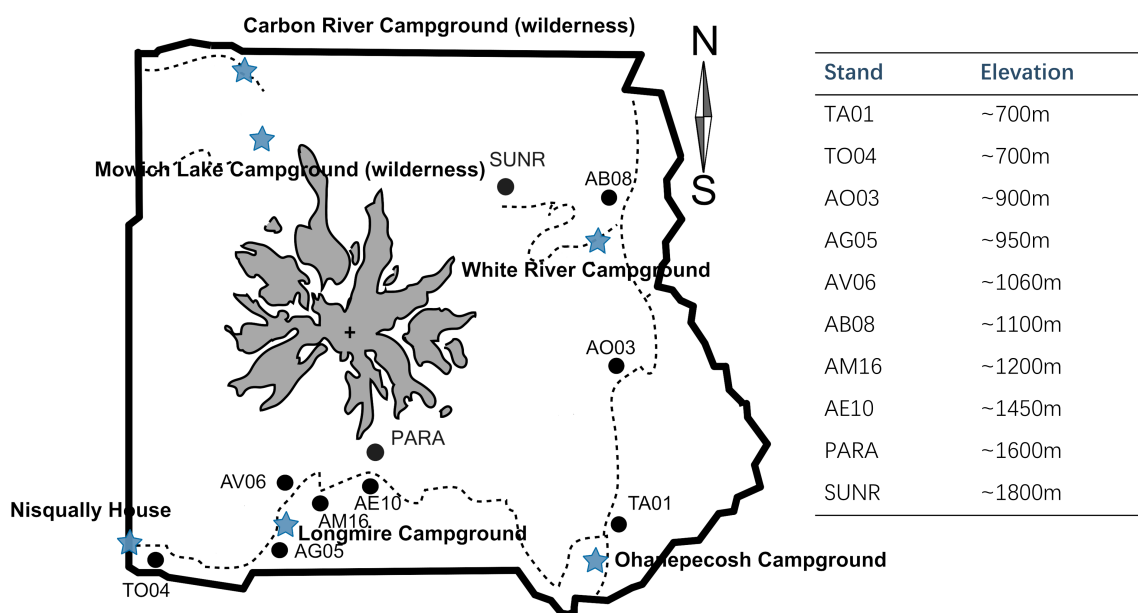 Carbon River Campground (wilderness)
N
S
Mowich Lake Campground (wilderness)
SUNR
AB08
White River Campground
AO03
PARA
AV06
AE10
AM16
Nisqually House
TA01
Longmire Campground
AG05
Ohanepecosh Campground
TO04
Stand Elevation
TA01 ~700m
TO04 ~700m
AO03 ~900m
AG05 ~950m
AV06 ~1060m
AB08 ~1100m
AM16 ~1200m
AE10 ~1450m
PARA ~1600m
SUNR ~1800m